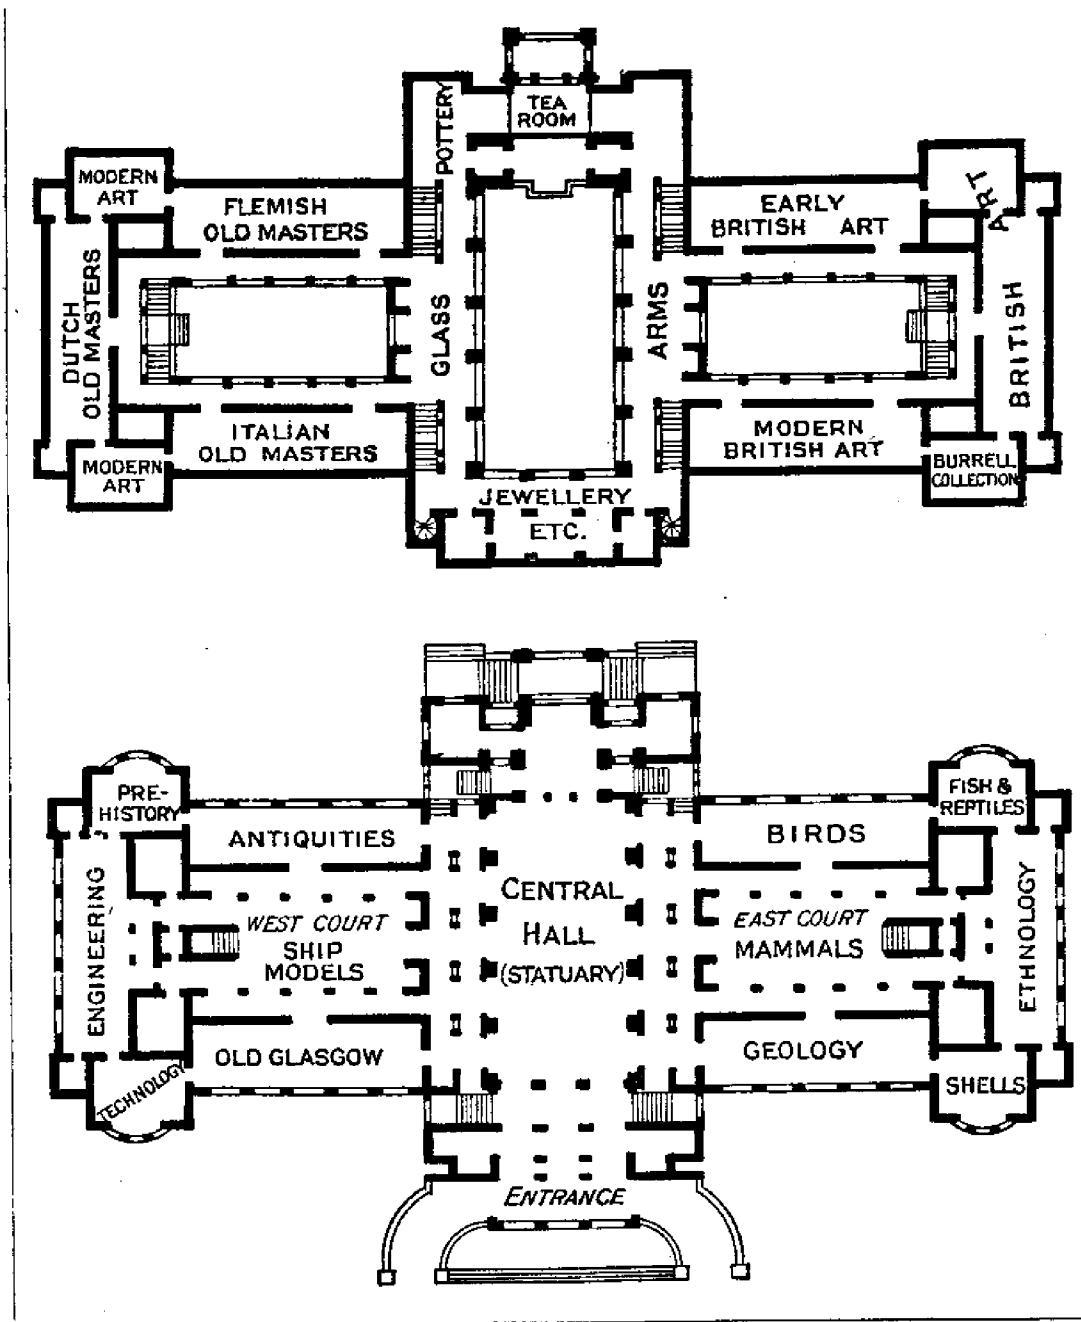 TEA
ROOM
POTTERY
MODERN
ART
FLEMISH
OLD MASTERS
EARLY
BRITISH ART
ART
DUTCH
OLD MASTERS
GLASS
ARMS
BRITISH
ITALIAN
OLD MASTERS
MODERN
BRITISH ART
MODERN
ART
BURRELL
COLLECTION
JEWELLERY
ETC.
PRE-
HISTORY
FISH &
REPTILES
ANTIQUITIES
BIRDS
ENGINEERING
CENTRAL
HALL
(STATUARY)
WEST COURT
SHIP
MODELS
EAST COURT
MAMMALS
ETHNOLOGY
OLD GLASGOW
GEOLOGY
TECHNOLOGY
SHELLS
ENTRANCE